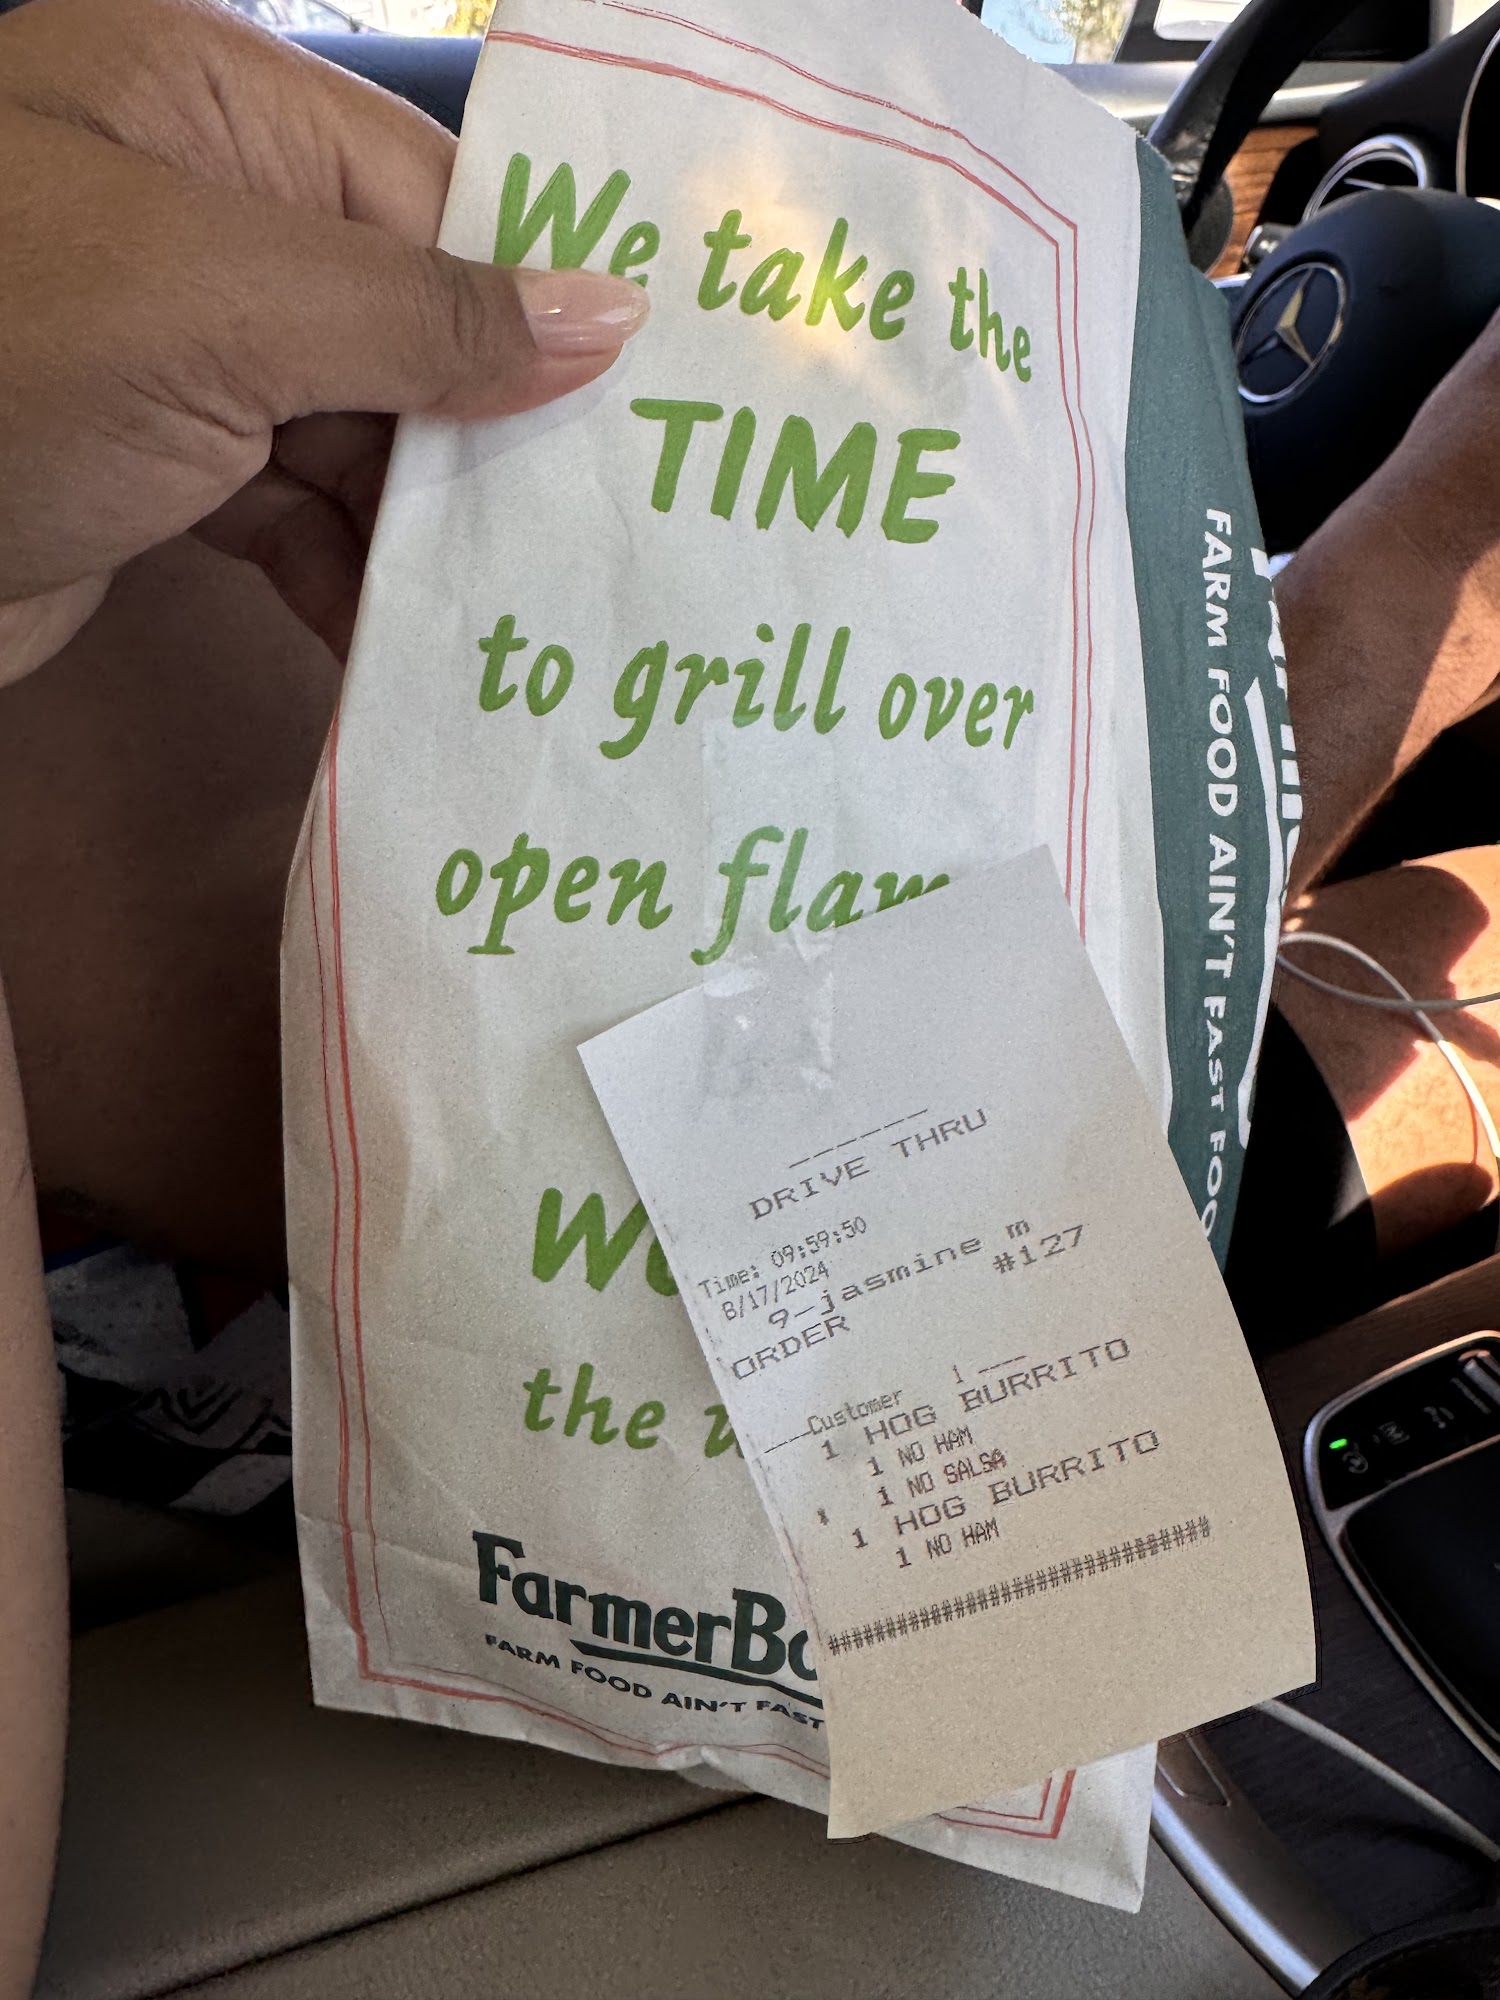 We take the
TIME
to grill over
open flam
We
the
FarmerBo
FARM FOOD AIN'T FAST
FARM FOOD AIN'T FAST FOO
DRIVE THRU
Time: 09:59:50
8/17/2024
9-jasmine m
ORDER #127
Customer 1
1 HOG BURRITO
1 NO HAM
1 NO SALSA
* 1 HOG BURRITO
1 NO HAM
##################################